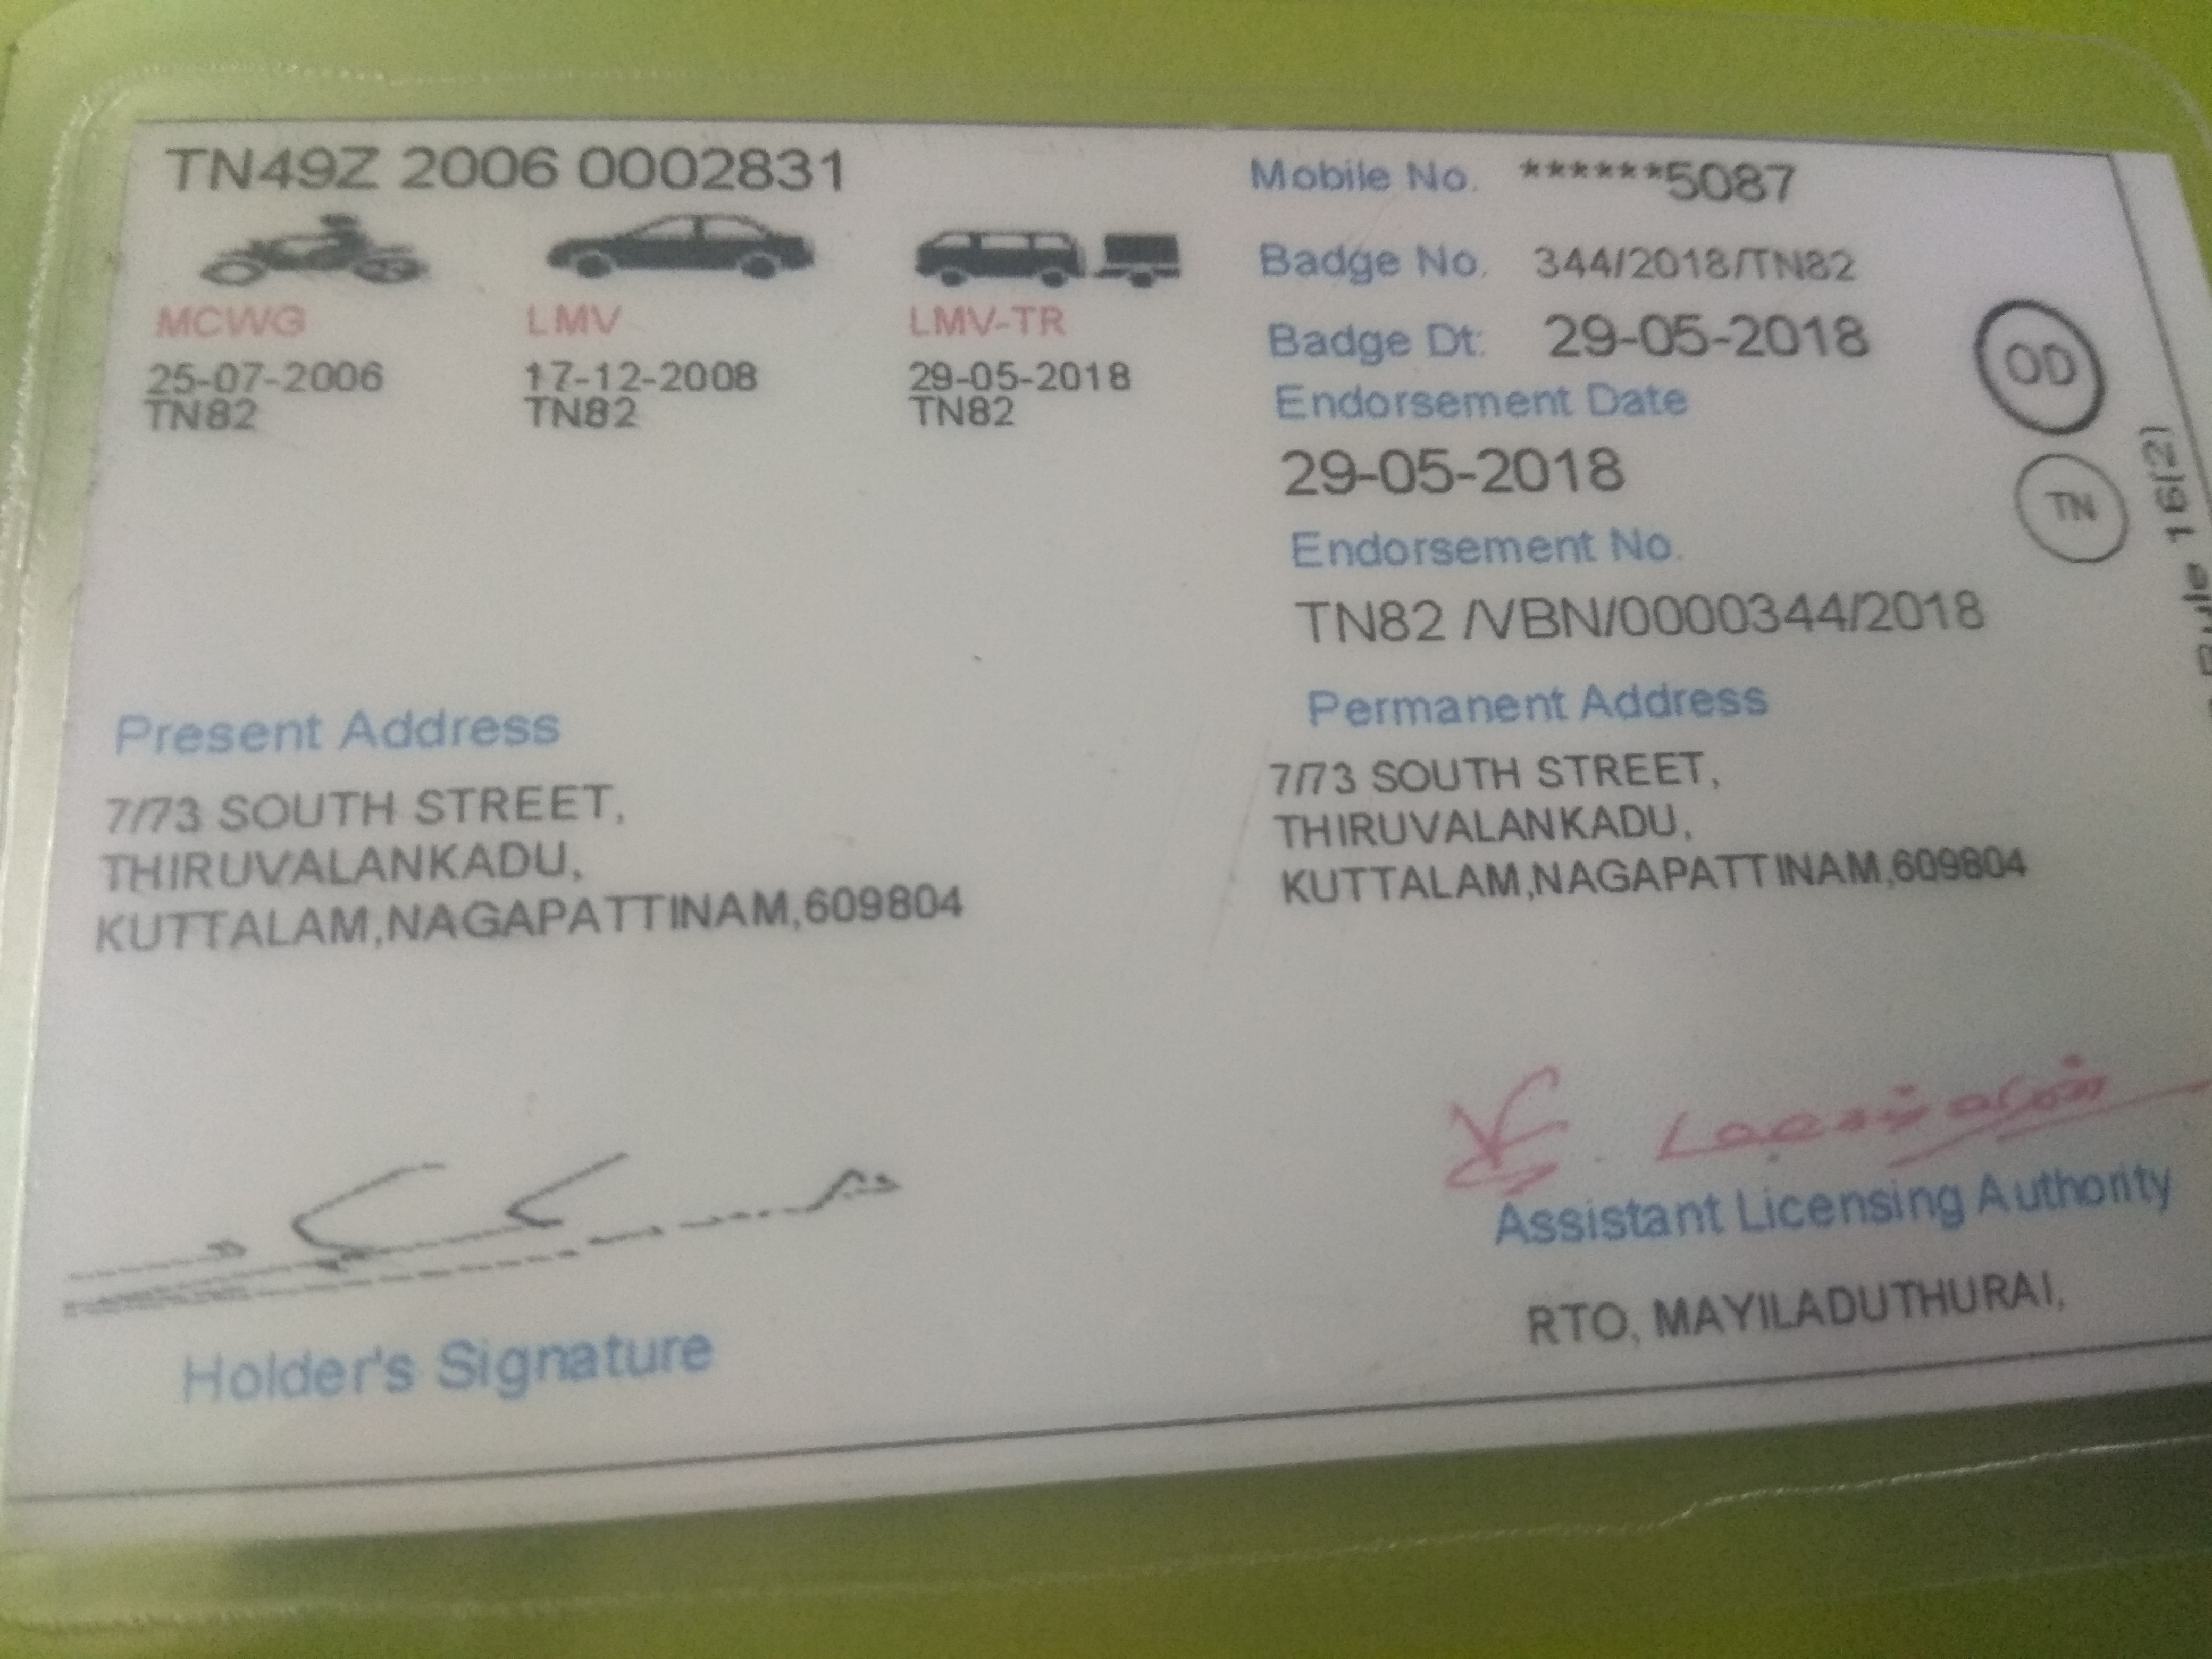 TN49Z 2006 0002831
MCWG LMV LMV-TR
25-07-2006 17-12-2008 29-05-2018
TN82 TN82 TN82
Mobile No. ******5087
Badge No. 344/2018/TN82
Badge Dt: 29-05-2018
Endorsement Date
29-05-2018
Endorsement No.
TN82 /VBN/0000344/2018
OD
TN
16(2)
Present Address
7/73 SOUTH STREET,
THIRUVALANKADU,
KUTTALAM,NAGAPATTINAM,609804
Permanent Address
7/73 SOUTH STREET,
THIRUVALANKADU,
KUTTALAM,NAGAPATTINAM,609804
Holder's Signature
Assistant Licensing Authority
RTO, MAYILADUTHURAI,